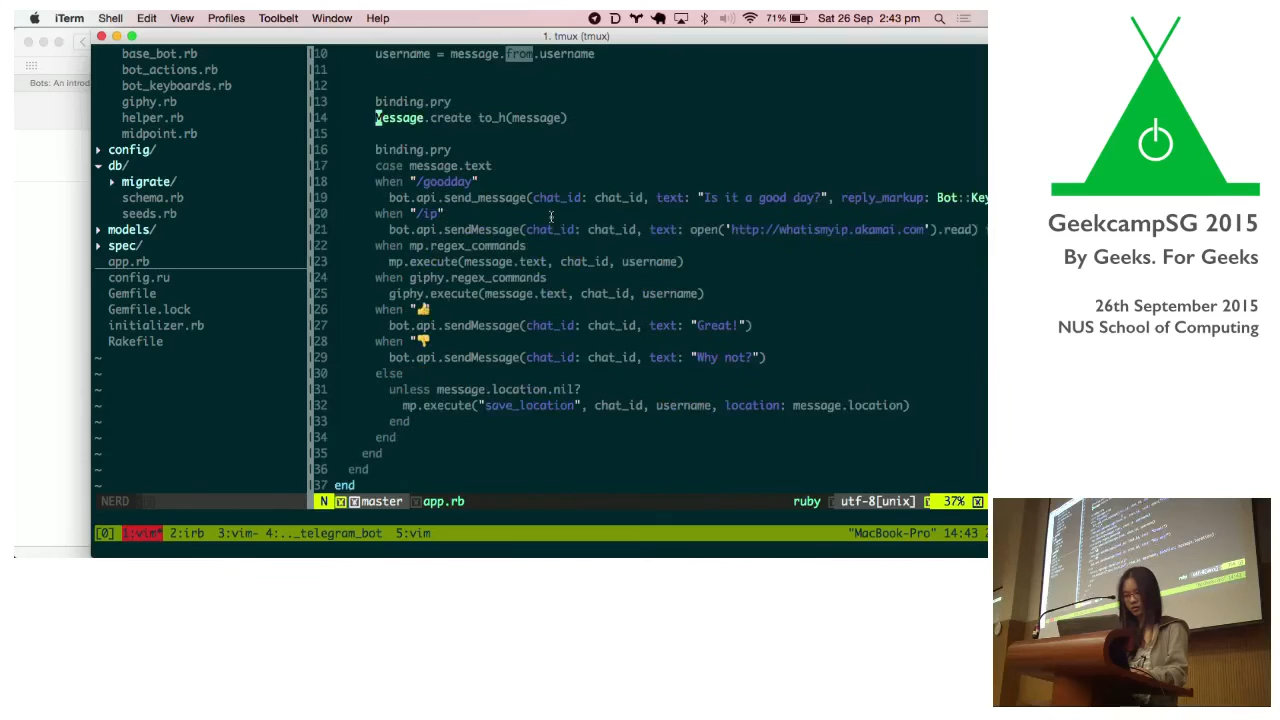 iTerm Shell Edit View Profiles Toolbelt Window Help 71% Sat 26 Sep 2:43 pm
1. tmux (tmux)
Bots: An introd
base_bot.rb
bot_actions.rb
bot_keyboards.rb
giphy.rb
helper.rb
midpoint.rb
config/
db/
migrate/
schema.rb
seeds.rb
models/
spec/
app.rb
config.ru
Gemfile
Gemfile.lock
initializer.rb
Rakefile
~
~
~
~
~
~
~
~
~
10 username = message.from.username
11
12
13 binding.pry
14 Message.create to_h(message)
15
16 binding.pry
17 case message.text
18 when "/goodday"
19 bot.api.send_message(chat_id: chat_id, text: "Is it a good day?", reply_markup: Bot::Key
20 when "/ip"
21 bot.api.sendMessage(chat_id: chat_id, text: open('http://whatismyip.akamai.com').read)
22 when mp.regex_commands
23 mp.execute(message.text, chat_id, username)
24 when giphy.regex_commands
25 giphy.execute(message.text, chat_id, username)
26 when "👍"
27 bot.api.sendMessage(chat_id: chat_id, text: "Great!")
28 when "👎"
29 bot.api.sendMessage(chat_id: chat_id, text: "Why not?")
30 else
31 unless message.location.nil?
32 mp.execute("save_location", chat_id, username, location: message.location)
33 end
34 end
35 end
36 end
37 end
NERD N master app.rb ruby utf-8[unix] 37%
[0] 1:vim* 2:irb 3:vim- 4:.._telegram_bot 5:vim "MacBook-Pro" 14:43 2
GeekcampSG 2015
By Geeks. For Geeks
26th September 2015
NUS School of Computing